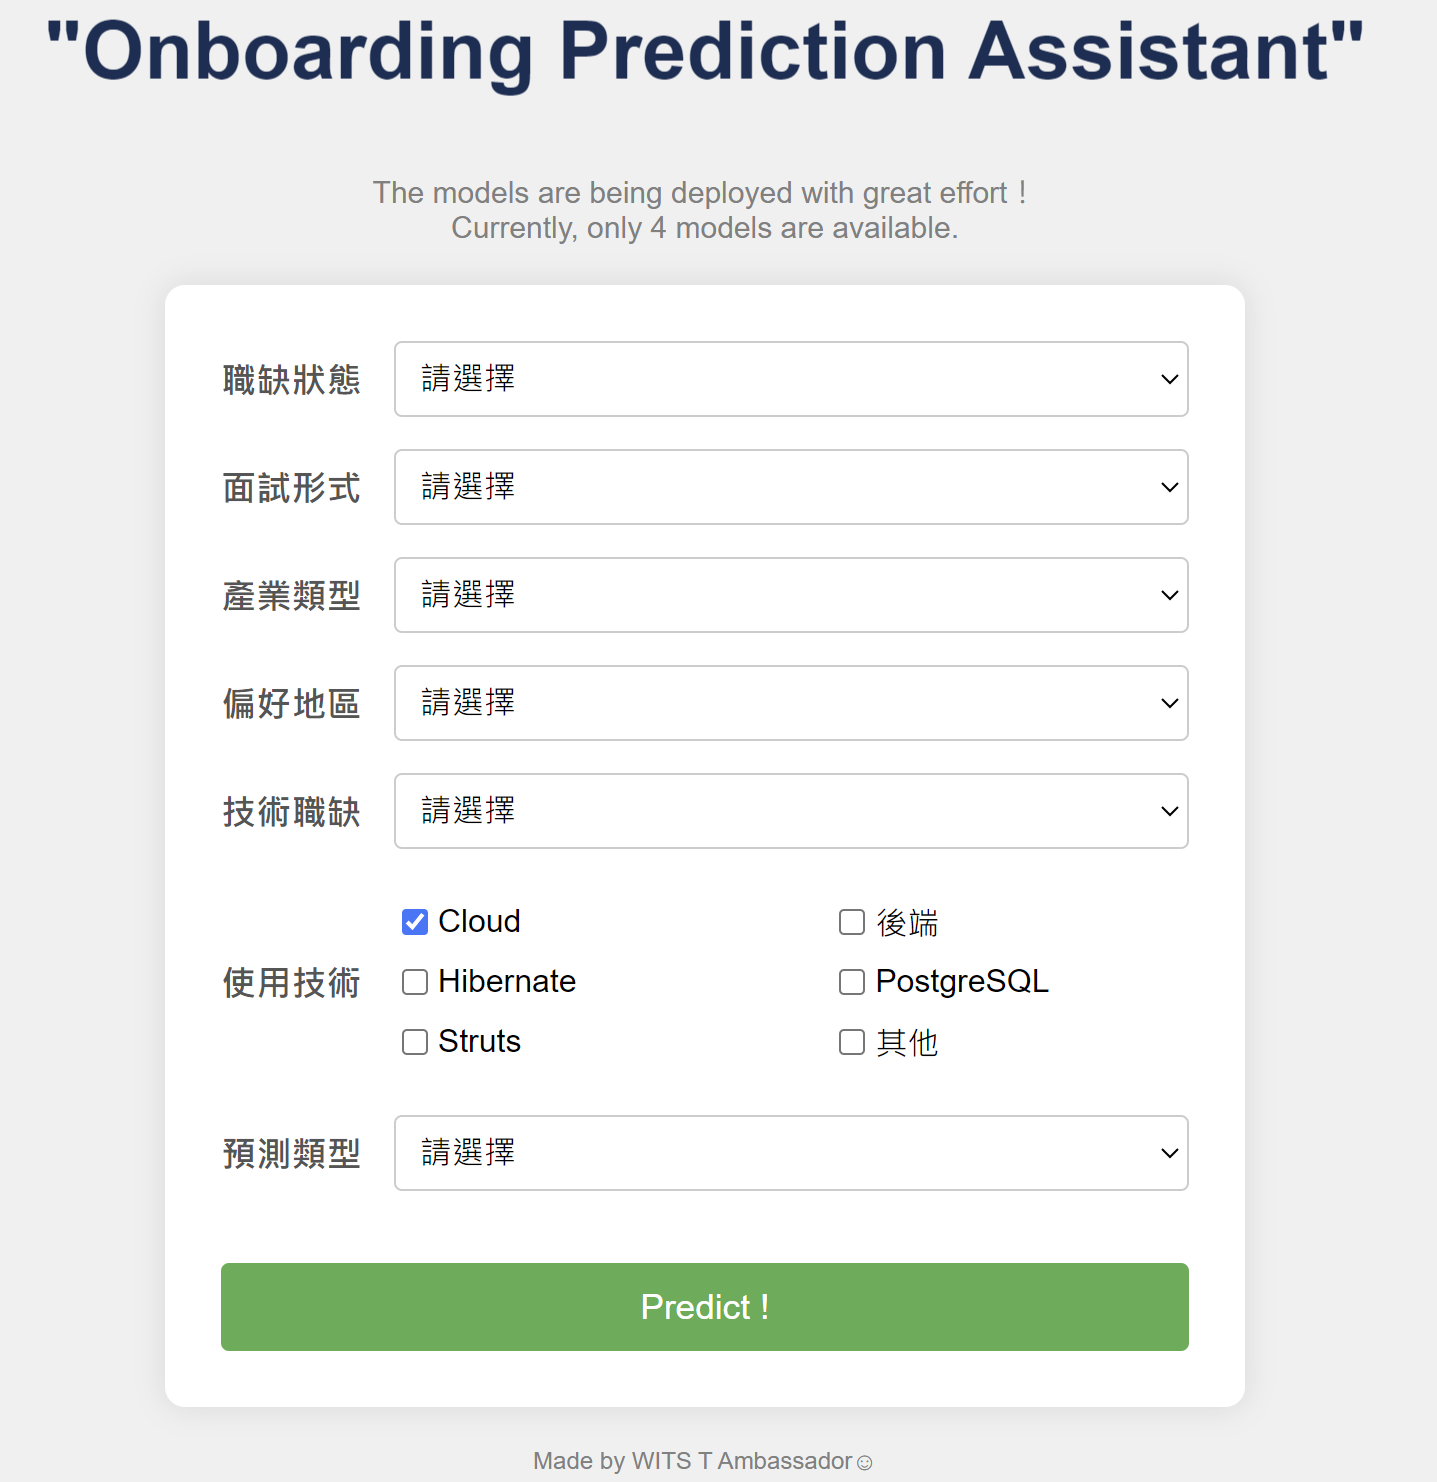 "Onboarding Prediction Assistant"
The models are being deployed with great effort！
Currently, only 4 models are available.
職缺狀態 請選擇
面試形式 請選擇
產業類型 請選擇
偏好地區 請選擇
技術職缺 請選擇
使用技術
Cloud 後端
Hibernate PostgreSQL
Struts 其他
預測類型 請選擇
Predict！
Made by WITS T Ambassador☺